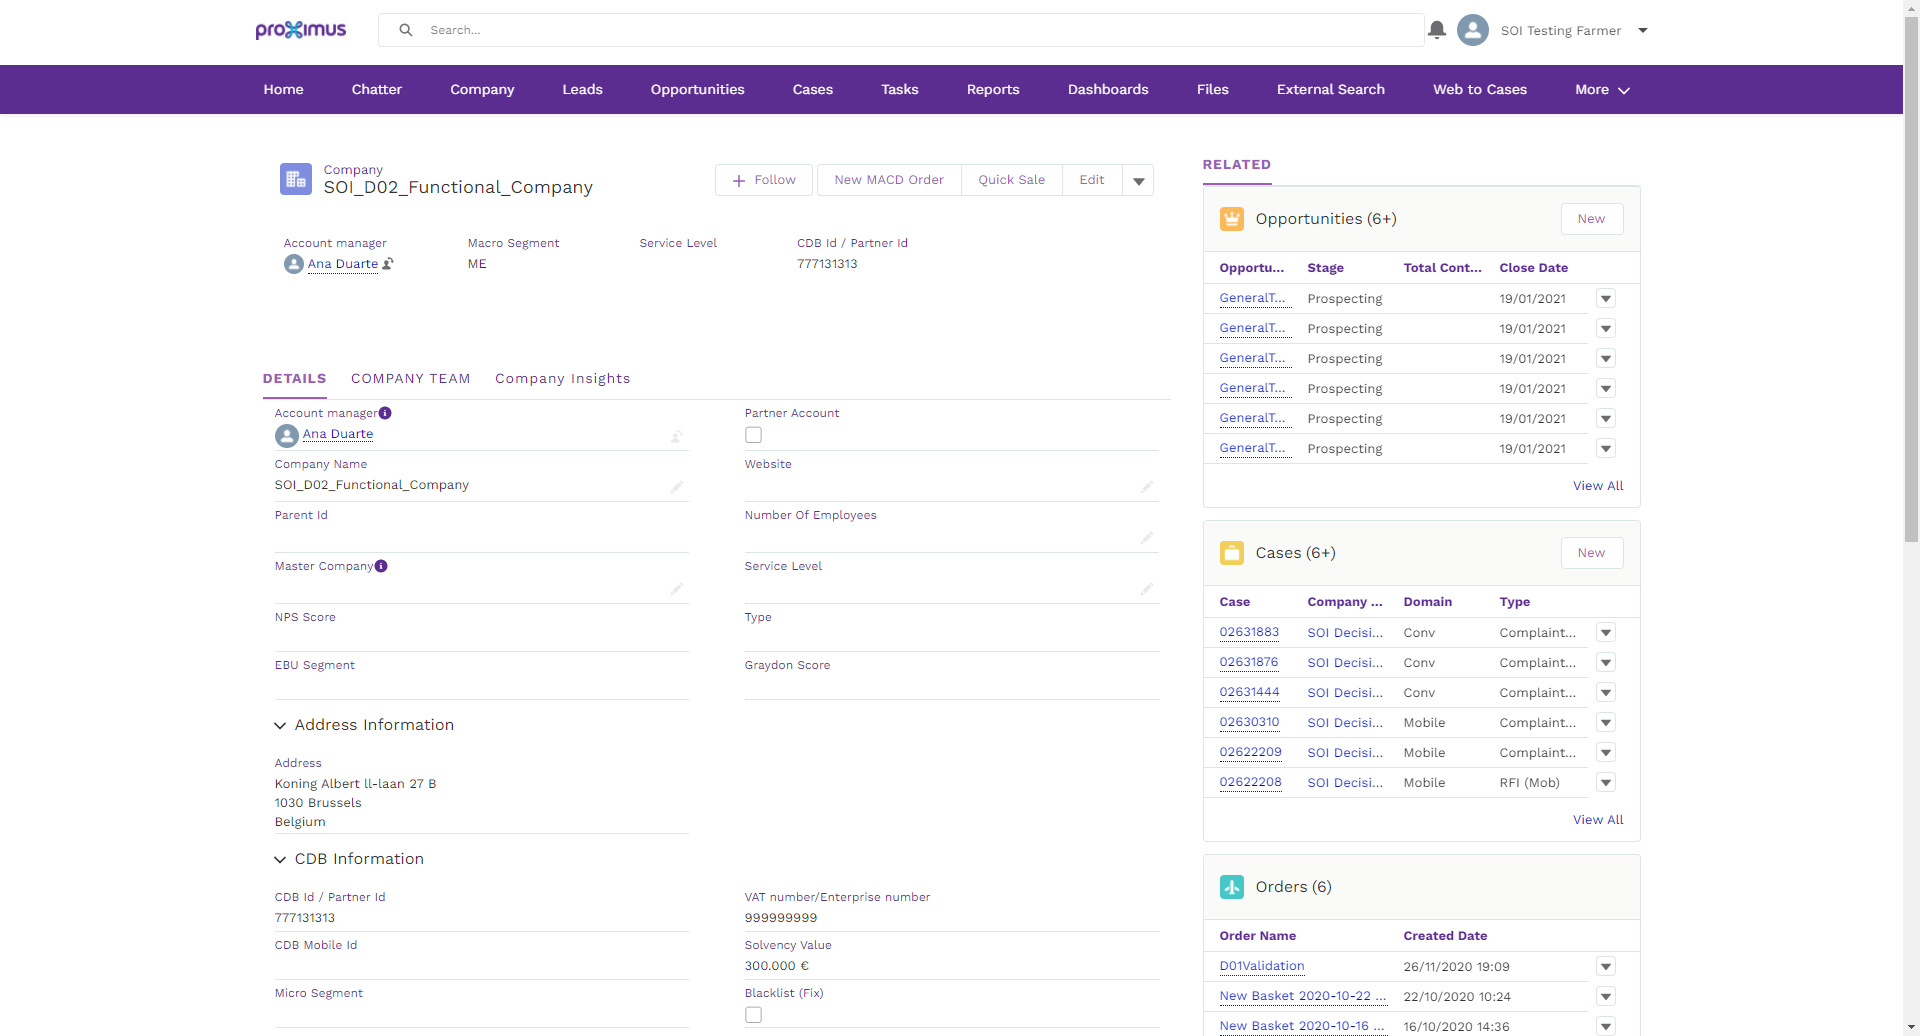 proximus
Search...
SOI Testing Farmer
Home Chatter Company Leads Opportunities Cases Tasks Reports Dashboards Files External Search Web to Cases More
Company
SOI_D02_Functional_Company
Follow New MACD Order Quick Sale Edit
Account manager Macro Segment Service Level CDB Id / Partner Id
Ana Duarte ME 777131313
DETAILS COMPANY TEAM Company Insights
Account manager Partner Account
Ana Duarte
Company Name Website
SOI_D02_Functional_Company
Parent Id Number Of Employees
Master Company Service Level
NPS Score Type
EBU Segment Graydon Score
Address Information
Address
Koning Albert ll-laan 27 B
1030 Brussels
Belgium
CDB Information
CDB Id / Partner Id VAT number/Enterprise number
777131313 999999999
CDB Mobile Id Solvency Value
300.000 €
Micro Segment Blacklist (Fix)
RELATED
Opportunities (6+) New
Opportu... Stage Total Cont... Close Date
GeneralT... Prospecting 19/01/2021
GeneralT... Prospecting 19/01/2021
GeneralT... Prospecting 19/01/2021
GeneralT... Prospecting 19/01/2021
GeneralT... Prospecting 19/01/2021
GeneralT... Prospecting 19/01/2021
View All
Cases (6+) New
Case Company ... Domain Type
02631883 SOI Decisi... Conv Complaint...
02631876 SOI Decisi... Conv Complaint...
02631444 SOI Decisi... Conv Complaint...
02630310 SOI Decisi... Mobile Complaint...
02622209 SOI Decisi... Mobile Complaint...
02622208 SOI Decisi... Mobile RFI (Mob)
View All
Orders (6)
Order Name Created Date
D01Validation 26/11/2020 19:09
New Basket 2020-10-22 ... 22/10/2020 10:24
New Basket 2020-10-16 ... 16/10/2020 14:36